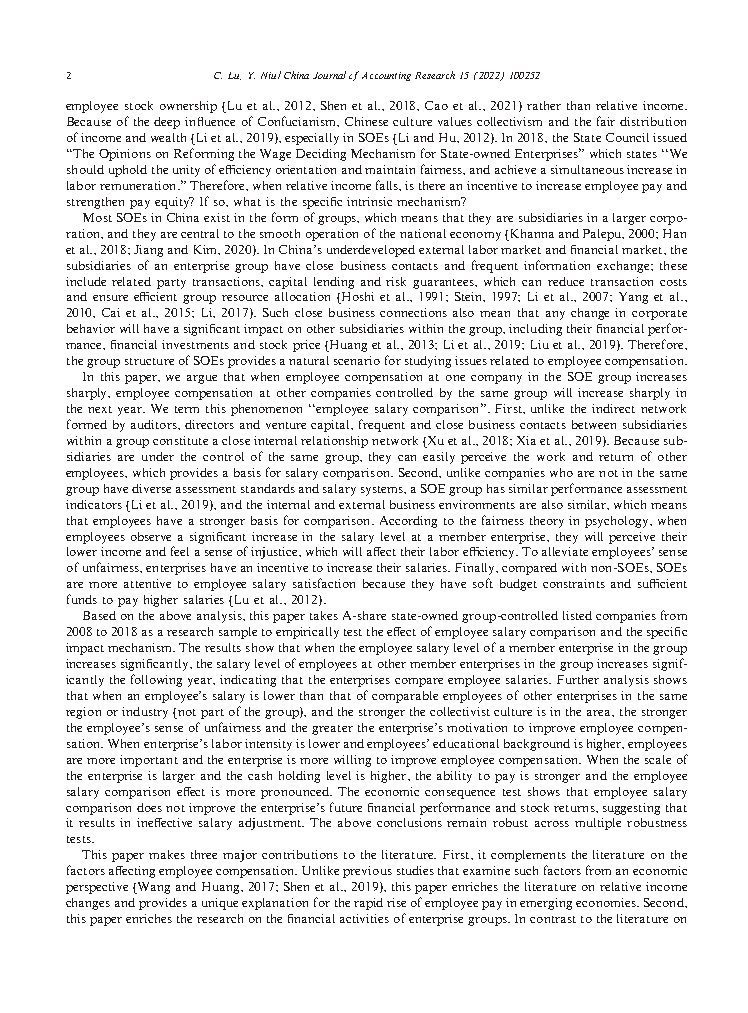 2 C. Lu, Y. Niu/China Journal of Accounting Research 15 (2022) 100252
employee stock ownership (Lu et al., 2012, Shen et al., 2018, Cao et al., 2021) rather than relative income.
Because of the deep influence of Confucianism, Chinese culture values collectivism and the fair distribution
of income and wealth (Li et al., 2019), especially in SOEs (Li and Hu, 2012). In 2018, the State Council issued
“The Opinions on Reforming the Wage Deciding Mechanism for State-owned Enterprises” which states “We
should uphold the unity of efficiency orientation and maintain fairness, and achieve a simultaneous increase in
labor remuneration.” Therefore, when relative income falls, is there an incentive to increase employee pay and
strengthen pay equity? If so, what is the specific intrinsic mechanism?
Most SOEs in China exist in the form of groups, which means that they are subsidiaries in a larger corpo-
ration, and they are central to the smooth operation of the national economy (Khanna and Palepu, 2000; Han
et al., 2018; Jiang and Kim, 2020). In China’s underdeveloped external labor market and financial market, the
subsidiaries of an enterprise group have close business contacts and frequent information exchange; these
include related party transactions, capital lending and risk guarantees, which can reduce transaction costs
and ensure efficient group resource allocation (Hoshi et al., 1991; Stein, 1997; Li et al., 2007; Yang et al.,
2010, Cai et al., 2015; Li, 2017). Such close business connections also mean that any change in corporate
behavior will have a significant impact on other subsidiaries within the group, including their financial perfor-
mance, financial investments and stock price (Huang et al., 2013; Li et al., 2019; Liu et al., 2019). Therefore,
the group structure of SOEs provides a natural scenario for studying issues related to employee compensation.
In this paper, we argue that when employee compensation at one company in the SOE group increases
sharply, employee compensation at other companies controlled by the same group will increase sharply in
the next year. We term this phenomenon “employee salary comparison”. First, unlike the indirect network
formed by auditors, directors and venture capital, frequent and close business contacts between subsidiaries
within a group constitute a close internal relationship network (Xu et al., 2018; Xia et al., 2019). Because sub-
sidiaries are under the control of the same group, they can easily perceive the work and return of other
employees, which provides a basis for salary comparison. Second, unlike companies who are not in the same
group have diverse assessment standards and salary systems, a SOE group has similar performance assessment
indicators (Li et al., 2019), and the internal and external business environments are also similar, which means
that employees have a stronger basis for comparison. According to the fairness theory in psychology, when
employees observe a significant increase in the salary level at a member enterprise, they will perceive their
lower income and feel a sense of injustice, which will affect their labor efficiency. To alleviate employees’ sense
of unfairness, enterprises have an incentive to increase their salaries. Finally, compared with non-SOEs, SOEs
are more attentive to employee salary satisfaction because they have soft budget constraints and sufficient
funds to pay higher salaries (Lu et al., 2012).
Based on the above analysis, this paper takes A-share state-owned group-controlled listed companies from
2008 to 2018 as a research sample to empirically test the effect of employee salary comparison and the specific
impact mechanism. The results show that when the employee salary level of a member enterprise in the group
increases significantly, the salary level of employees at other member enterprises in the group increases signif-
icantly the following year, indicating that the enterprises compare employee salaries. Further analysis shows
that when an employee’s salary is lower than that of comparable employees of other enterprises in the same
region or industry (not part of the group), and the stronger the collectivist culture is in the area, the stronger
the employee’s sense of unfairness and the greater the enterprise’s motivation to improve employee compen-
sation. When enterprise’s labor intensity is lower and employees’ educational background is higher, employees
are more important and the enterprise is more willing to improve employee compensation. When the scale of
the enterprise is larger and the cash holding level is higher, the ability to pay is stronger and the employee
salary comparison effect is more pronounced. The economic consequence test shows that employee salary
comparison does not improve the enterprise’s future financial performance and stock returns, suggesting that
it results in ineffective salary adjustment. The above conclusions remain robust across multiple robustness
tests.
This paper makes three major contributions to the literature. First, it complements the literature on the
factors affecting employee compensation. Unlike previous studies that examine such factors from an economic
perspective (Wang and Huang, 2017; Shen et al., 2019), this paper enriches the literature on relative income
changes and provides a unique explanation for the rapid rise of employee pay in emerging economies. Second,
this paper enriches the research on the financial activities of enterprise groups. In contrast to the literature on